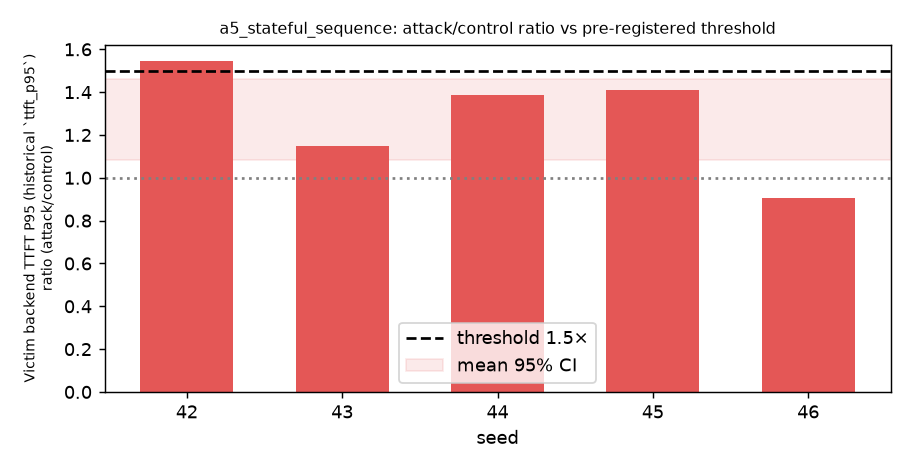 a5_stateful_sequence: attack/control ratio vs pre-registered threshold
Victim backend TTFT P95 (historical `ttft_p95`)
ratio (attack/control)
1.6
1.4
1.2
1.0
0.8
0.6
0.4
0.2
0.0
threshold 1.5×
mean 95% CI
42 43 44 45 46
seed